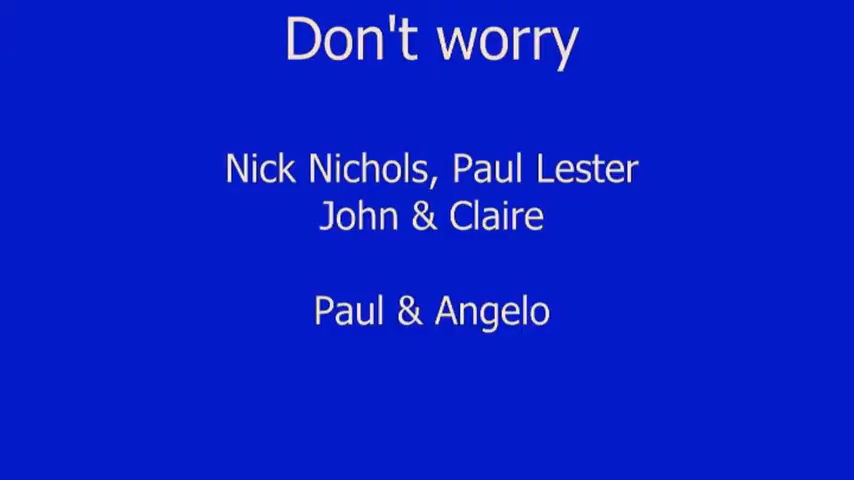 Don't worry
Nick Nichols, Paul Lester
John & Claire
Paul & Angelo